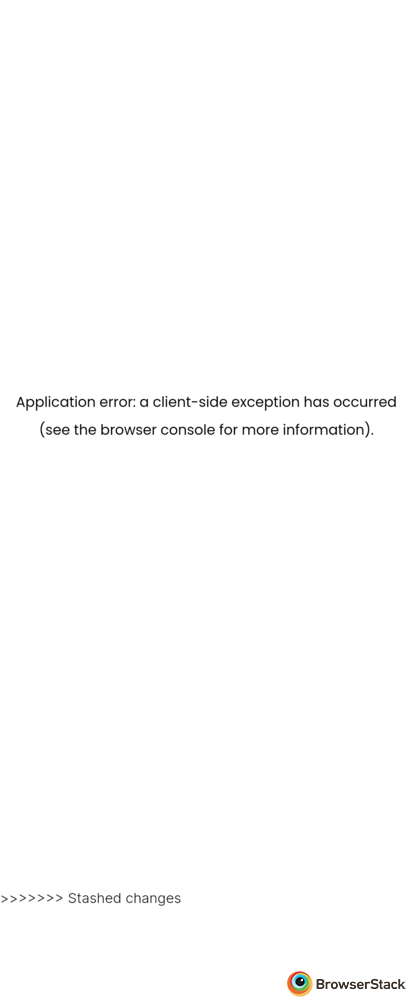 Application error: a client-side exception has occurred
(see the browser console for more information).
>>>>>>> Stashed changes
BrowserStack